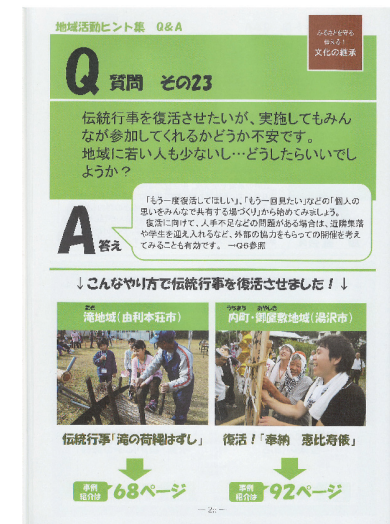 地域活動ヒント集 Q&A
ふるさとを守る
伝える!
文化の継承
Q 質問 その23
伝統行事を復活させたいが、実施してもみん
なが参加してくれるかどうか不安です。
地域に若い人も少ないし…どうしたらいいでし
ょうか?
A 答え
「もう一度復活してほしい」、「もう一回見たい」などの「個人の
思いをみんなで共有する場づくり」から始めてみましょう。
復活に向けて、人手不足などの問題がある場合は、近隣集落
や学生を迎え入れるなど、外部の協力をもらっての開催を考え
てみることも有効です。 →Q6参照
↓こんなやり方で伝統行事を復活させました!↓
滝地域(由利本荘市)
内町・御屋敷地域(湯沢市)
伝統行事「滝の荷縄はずし」
復活!「奉納 恵比寿俵」
事例
紹介は
68ページ
事例
紹介は
92ページ